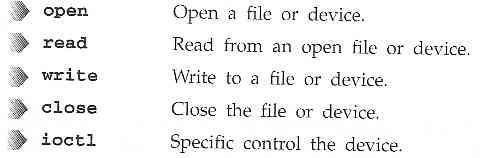 open Open a file or device.
read Read from an open file or device.
write Write to a file or device.
close Close the file or device.
ioctl Specific control the device.